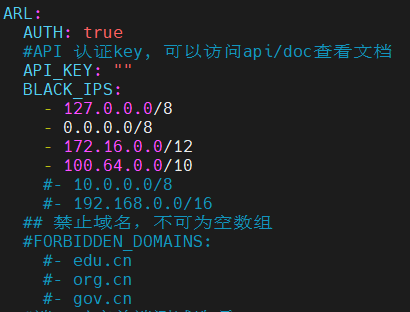 ARL:
AUTH: true
#API 认证key, 可以访问api/doc查看文档
API_KEY: ""
BLACK_IPS:
- 127.0.0.0/8
- 0.0.0.0/8
- 172.16.0.0/12
- 100.64.0.0/10
#- 10.0.0.0/8
#- 192.168.0.0/16
## 禁止域名, 不可为空数组
#FORBIDDEN_DOMAINS:
#- edu.cn
#- org.cn
#- gov.cn